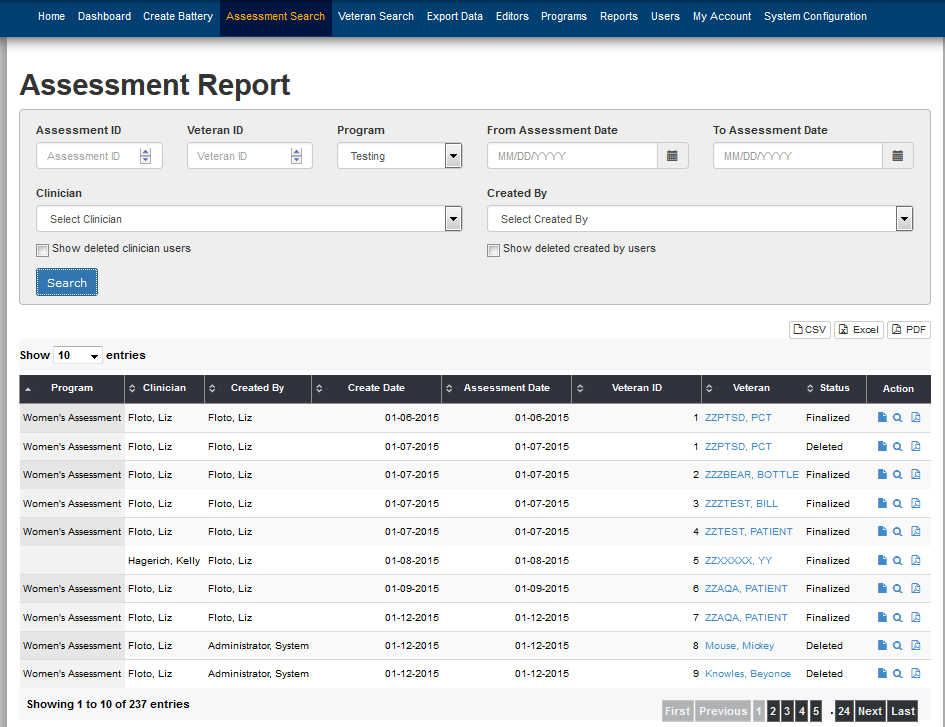 Home Dashboard Create Battery Assessment Search Veteran Search Export Data Editors Programs Reports Users My Account System Configuration
Assessment Report
Assessment ID Veteran ID Program From Assessment Date To Assessment Date
Assessment ID Veteran ID Testing MM/DD/YYYY MM/DD/YYYY
Clinician Created By
Select Clinician Select Created By
Show deleted clinician users Show deleted created by users
Search
CSV Excel PDF
Show 10 entries
Program Clinician Created By Create Date Assessment Date Veteran ID Veteran Status Action
Women's Assessment Floto, Liz Floto, Liz 01-06-2015 01-06-2015 1 ZZPTSD, PCT Finalized
Women's Assessment Floto, Liz Floto, Liz 01-07-2015 01-07-2015 1 ZZPTSD, PCT Deleted
Women's Assessment Floto, Liz Floto, Liz 01-07-2015 01-07-2015 2 ZZZBEAR, BOTTLE Finalized
Women's Assessment Floto, Liz Floto, Liz 01-07-2015 01-07-2015 3 ZZZTEST, BILL Finalized
Women's Assessment Floto, Liz Floto, Liz 01-07-2015 01-07-2015 4 ZZTEST, PATIENT Finalized
Hagerich, Kelly Floto, Liz 01-08-2015 01-08-2015 5 ZZXXXXX, YY Finalized
Women's Assessment Floto, Liz Floto, Liz 01-09-2015 01-09-2015 6 ZZAQA, PATIENT Finalized
Women's Assessment Floto, Liz Floto, Liz 01-12-2015 01-12-2015 7 ZZAQA, PATIENT Finalized
Women's Assessment Floto, Liz Administrator, System 01-12-2015 01-12-2015 8 Mouse, Mickey Deleted
Women's Assessment Floto, Liz Administrator, System 01-12-2015 01-12-2015 9 Knowles, Beyonce Deleted
Showing 1 to 10 of 237 entries First Previous 1 2 3 4 5 . 24 Next Last